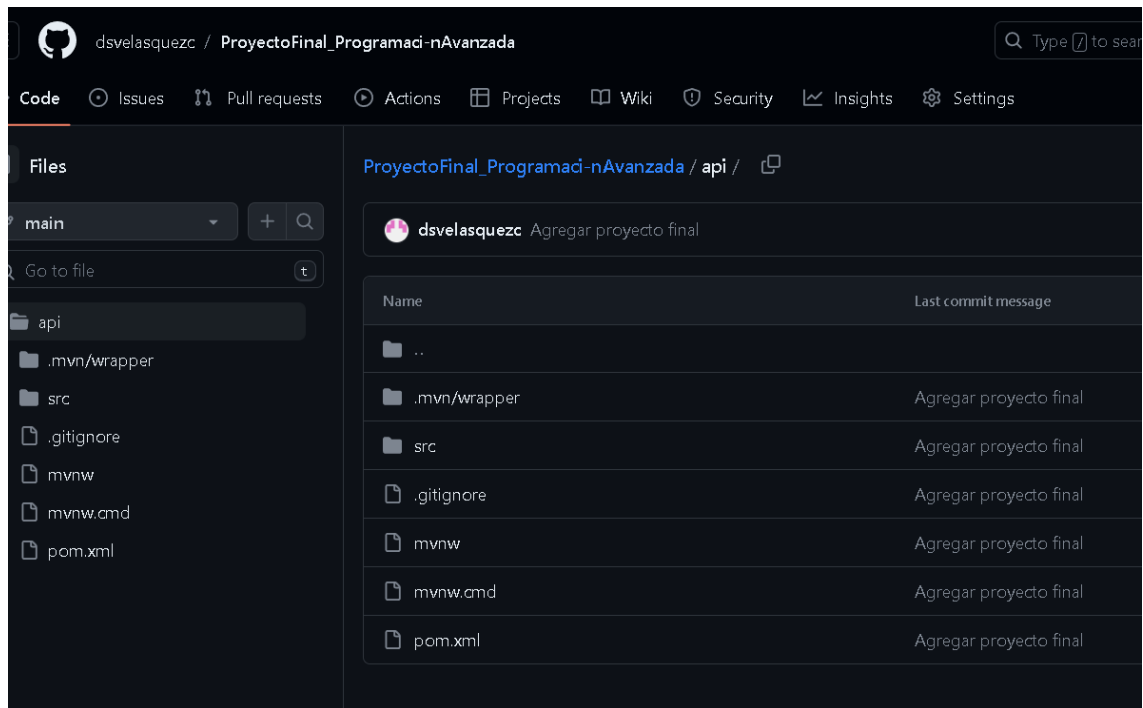 dsvelasquezc / ProyectoFinal_Programaci-nAvanzada
Type / to sear
Code Issues Pull requests Actions Projects Wiki Security Insights Settings
Files
main
Go to file t
api
.mvn/wrapper
src
.gitignore
mvnw
mvnw.cmd
pom.xml
ProyectoFinal_Programaci-nAvanzada / api /
dsvelasquezc Agregar proyecto final
Name Last commit message
..
.mvn/wrapper Agregar proyecto final
src Agregar proyecto final
.gitignore Agregar proyecto final
mvnw Agregar proyecto final
mvnw.cmd Agregar proyecto final
pom.xml Agregar proyecto final